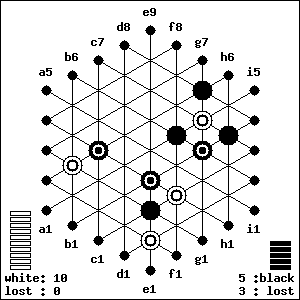 e9
d8 f8
c7 g7
b6 h6
a5 i5
a1 i1
b1 h1
c1 g1
d1 f1
e1
white: 10 5 :black
lost : 0 3 : lost